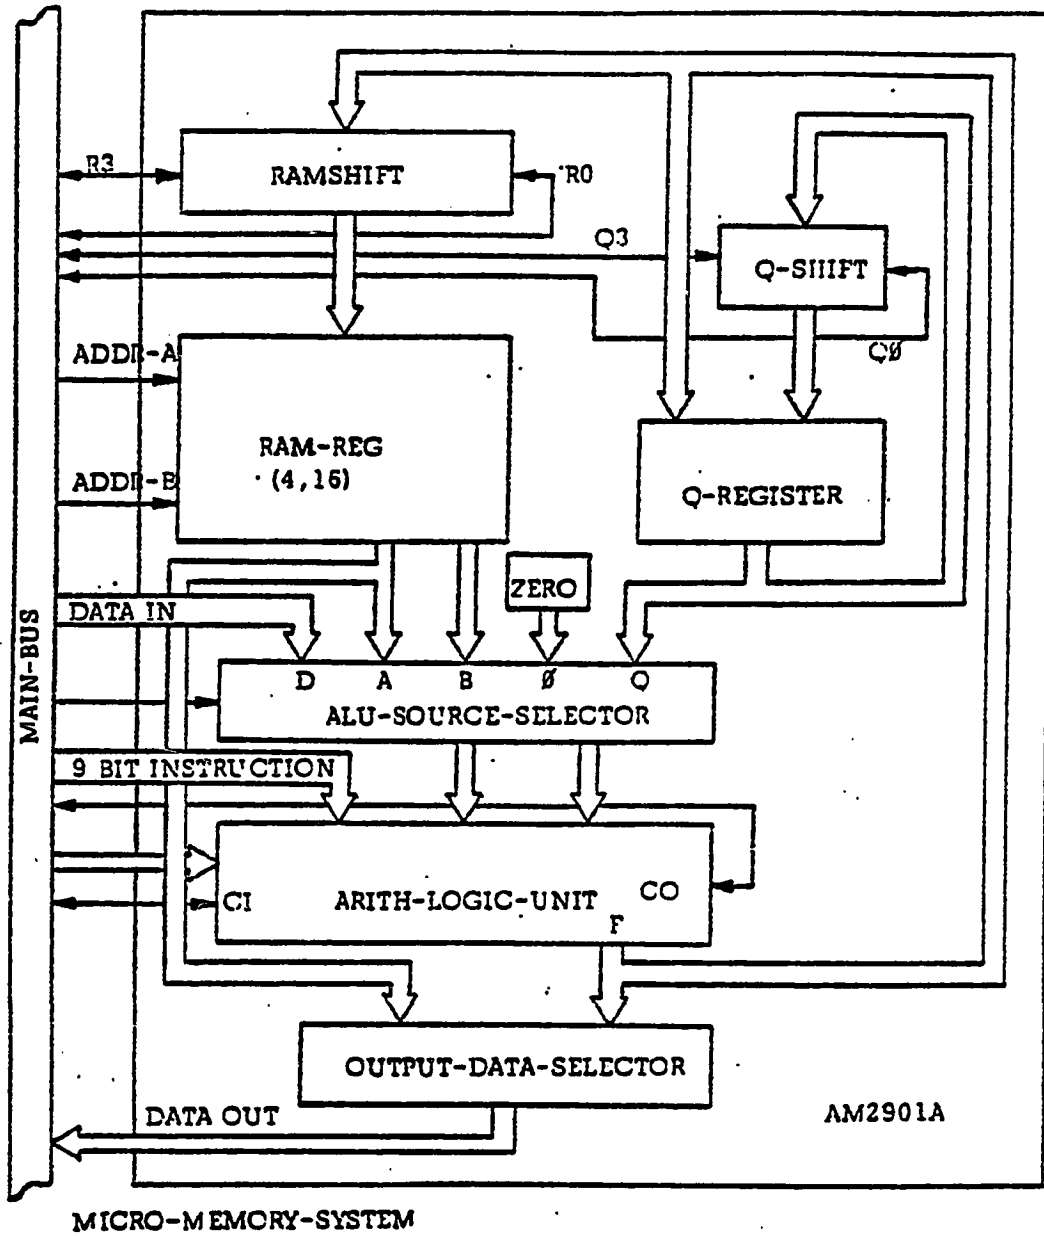 R3
RAMSHIFT
R0
Q3
Q-SHIFT
ADDR-A
QØ
RAM-REG
(4,16)
ADDR-B
Q-REGISTER
ZERO
DATA IN
D A B Ø Q
ALU-SOURCE-SELECTOR
MAIN-BUS
9 BIT INSTRUCTION
CI
ARITH-LOGIC-UNIT
CO
F
OUTPUT-DATA-SELECTOR
DATA OUT
AM2901A
MICRO-MEMORY-SYSTEM